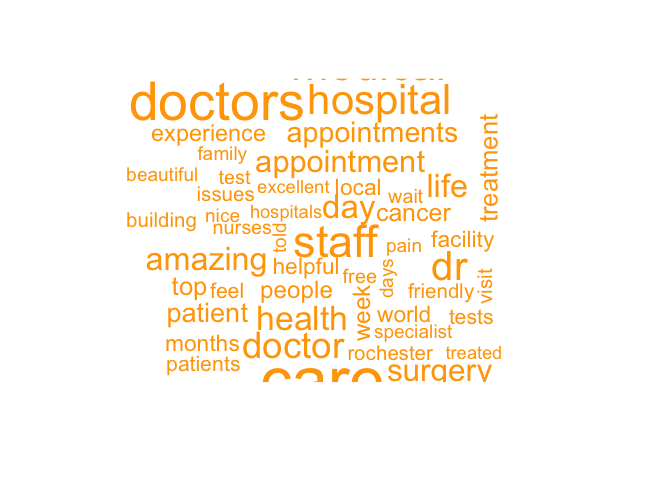 medical
doctors hospital
experience appointments
treatment
family
appointment
beautiful test
issues excellent local wait life
building nice hospitals day cancer
nurses told staff pain facility
amazing helpful free days dr visit
top feel people week friendly
patient health world tests
specialist
months doctor rochester treated
patients care surgery